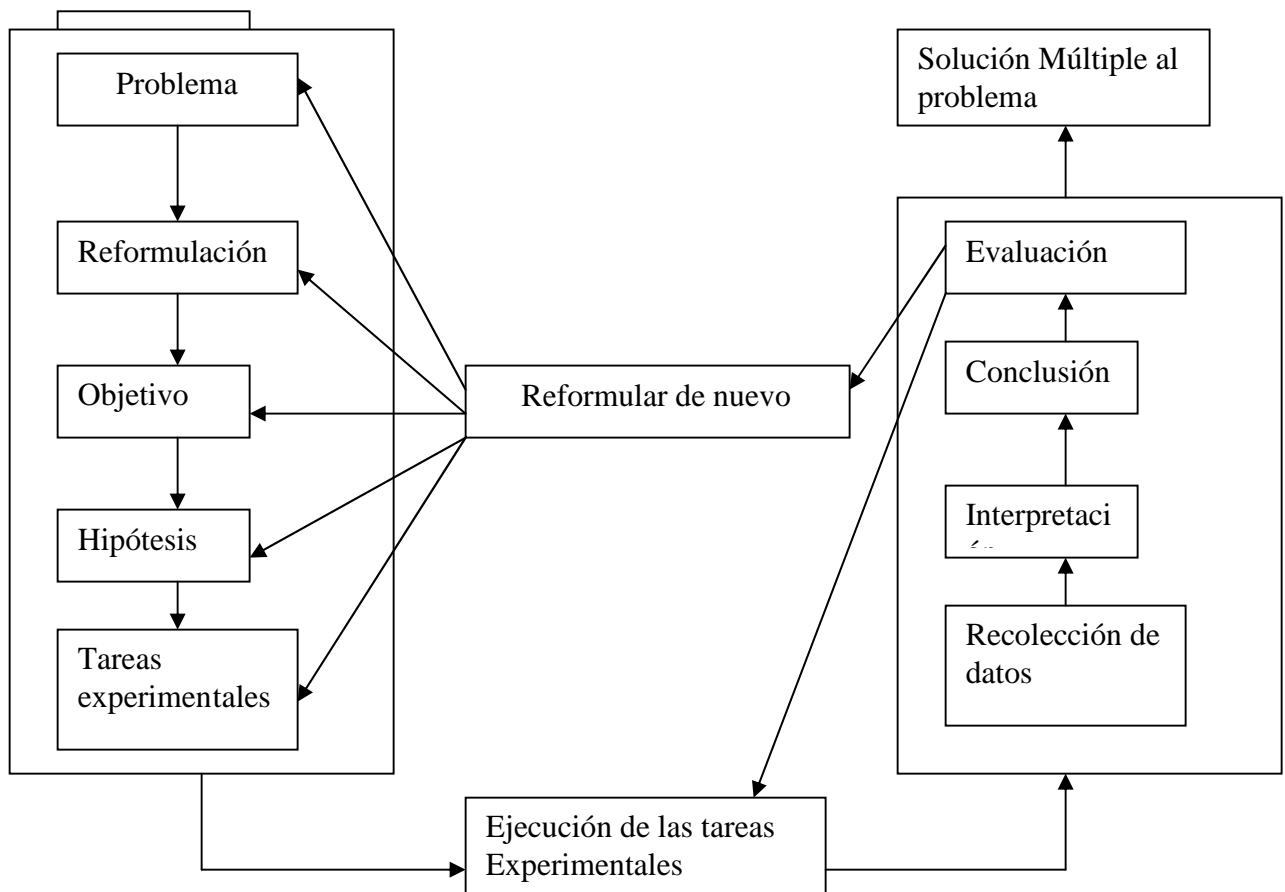 Problema
Reformulación
Objetivo
Hipótesis
Tareas
experimentales
Reformular de nuevo
Ejecución de las tareas
Experimentales
Solución Múltiple al
problema
Evaluación
Conclusión
Interpretaci
Recolección de
datos